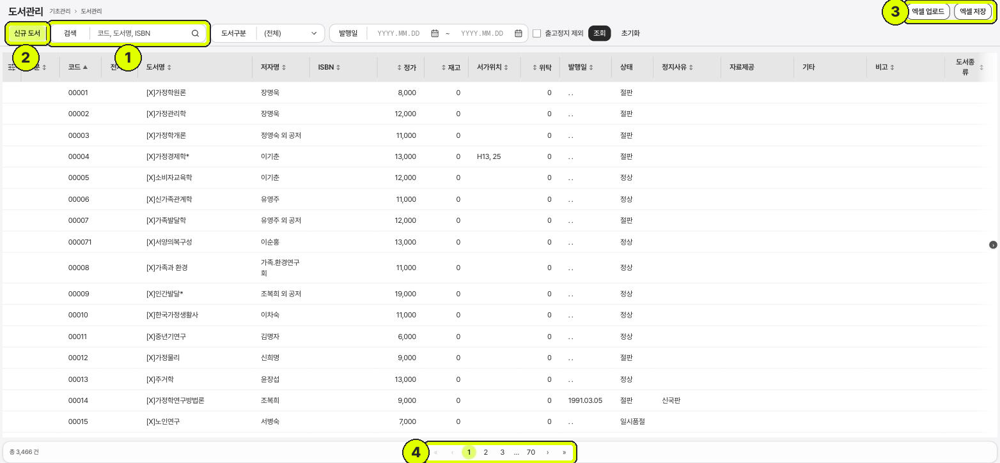 도서관리 기초관리 › 도서관리
3 엑셀 업로드 엑셀 저장
신규 도서 검색 코드, 도서명, ISBN 도서구분 (전체) 발행일 YYYY.MM.DD ~ YYYY.MM.DD 출고정지 제외 조회 초기화
2 1
코드 도서명 저자명 ISBN 정가 재고 서가위치 위탁 발행일 상태 정지사유 자료제공 기타 비고 도서종류
00001 [X]가정학원론 장명욱 8,000 0 0 . . 절판
00002 [X]가정관리학 장명욱 12,000 0 0 . . 절판
00003 [X]가정학개론 정영숙 외 공저 11,000 0 0 . . 절판
00004 [X]가정경제학* 이기춘 13,000 0 H13, 25 0 . . 절판
00005 [X]소비자교육학 이기춘 12,000 0 0 . . 정상
00006 [X]신가족관계학 유영주 11,000 0 0 . . 정상
00007 [X]가족발달학 유영주 외 공저 12,000 0 0 . . 절판
000071 [X]서양의복구성 이순홍 13,000 0 0 . . 정상
00008 [X]가족과 환경 가족.환경연구회 11,000 0 0 . . 정상
00009 [X]인간발달* 조복희 외 공저 19,000 0 0 . . 정상
00010 [X]한국가정생활사 이차숙 11,000 0 0 . . 정상
00011 [X]중년기연구 김명자 6,000 0 0 . . 정상
00012 [X]가정물리 신희명 9,000 0 0 . . 절판
00013 [X]주거학 윤장섭 13,000 0 0 . . 정상
00014 [X]가정학연구방법론 조복희 9,000 0 0 1991.03.05 절판 신국판
00015 [X]노인연구 서병숙 7,000 0 0 . . 일시품절
총 3,466 건 4 « ‹ 1 2 3 ... 70 › »